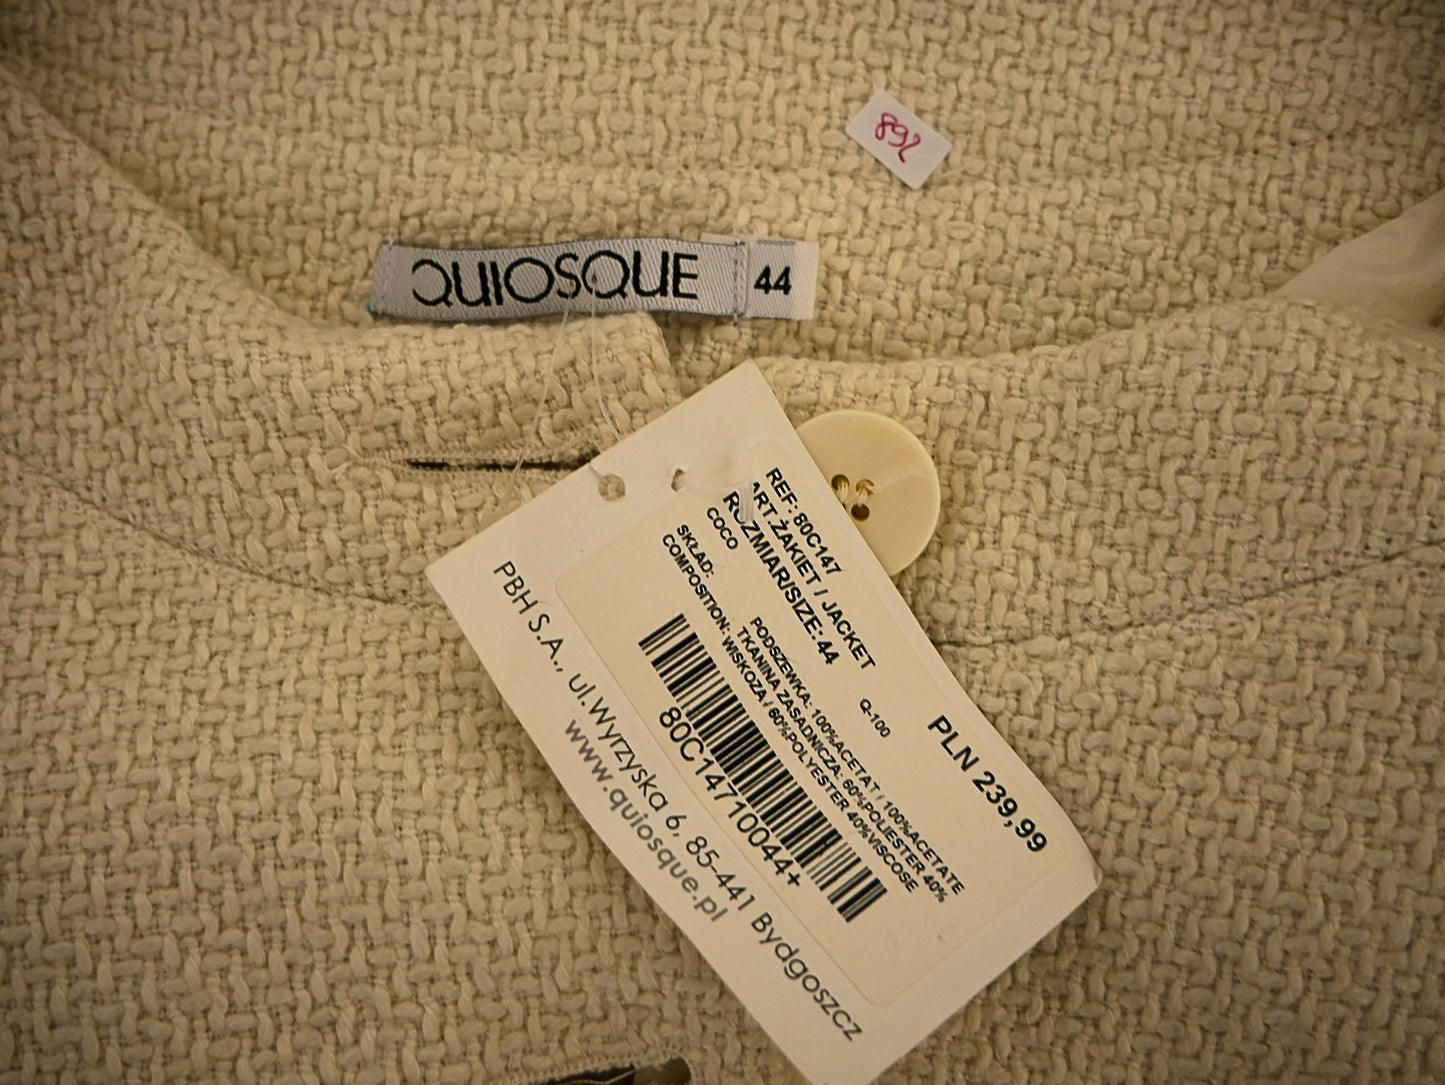 892
QUIOSQUE 44
REF: 80C147
ART.ŻAKIET / JACKET
ROZMIAR/SIZE: 44
COCO
Q-100
SKŁAD:
COMPOSITION:
PODSZEWKA: 100%ACETAT / 100%ACETATE
TKANINA ZASADNICZA: 60%POLIESTER 40%
WISKOZA / 60%POLYESTER 40%VISCOSE
PLN 239,99
80C14710044+
PBH S.A., ul.Wyrzyska 6, 85-441 Bydgoszcz
www.quiosque.pl